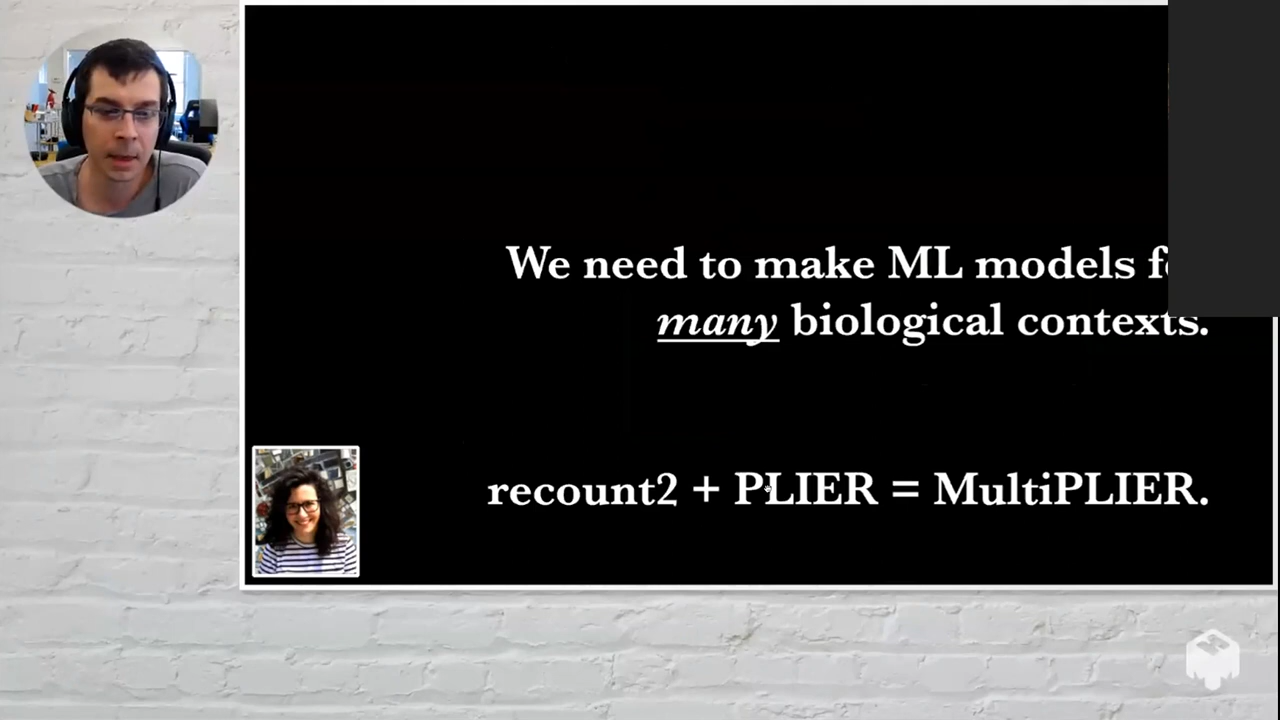 We need to make ML models f
many biological contexts.
recount2 + PLIER = MultiPLIER.